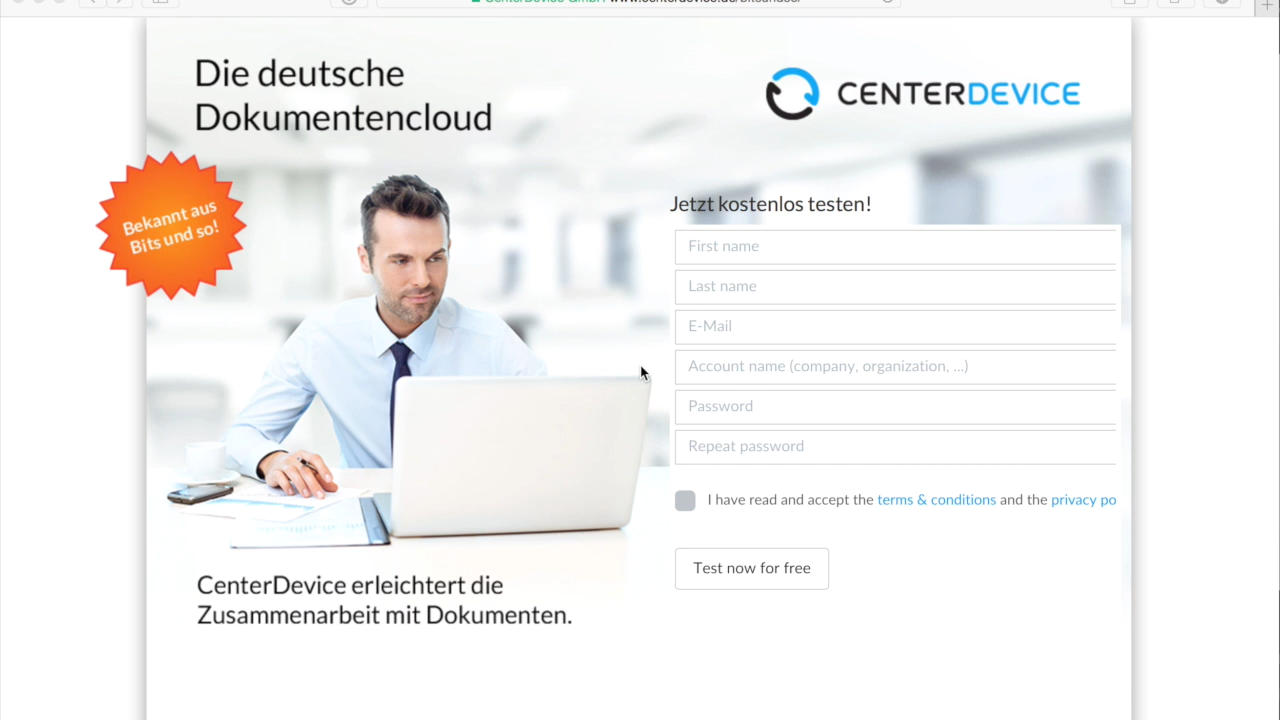 Die deutsche
Dokumentencloud
CENTERDEVICE
Bekannt aus
Bits und so!
Jetzt kostenlos testen!
First name
Last name
E-Mail
Account name (company, organization, ...)
Password
Repeat password
I have read and accept the terms & conditions and the privacy po
Test now for free
CenterDevice erleichtert die
Zusammenarbeit mit Dokumenten.